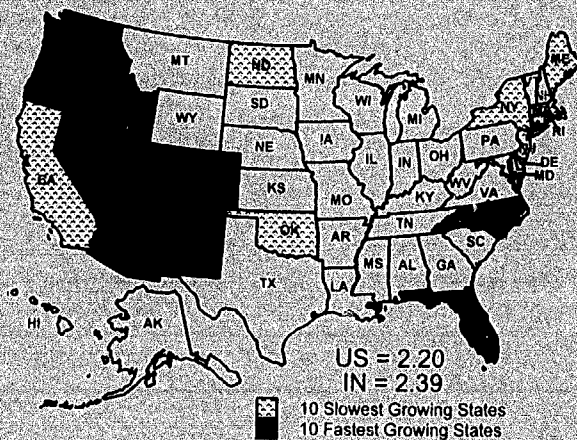 MT
ND
MN
ME
SD
WI
NY
WY
MI
RI
IA
PA
NE
IL
IN
OH
DE
MD
KS
MO
KY
WV
VA
TN
OK
AR
SC
MS
AL
GA
TX
LA
HI
AK
US = 2.20
IN = 2.39
10 Slowest Growing States
10 Fastest Growing States